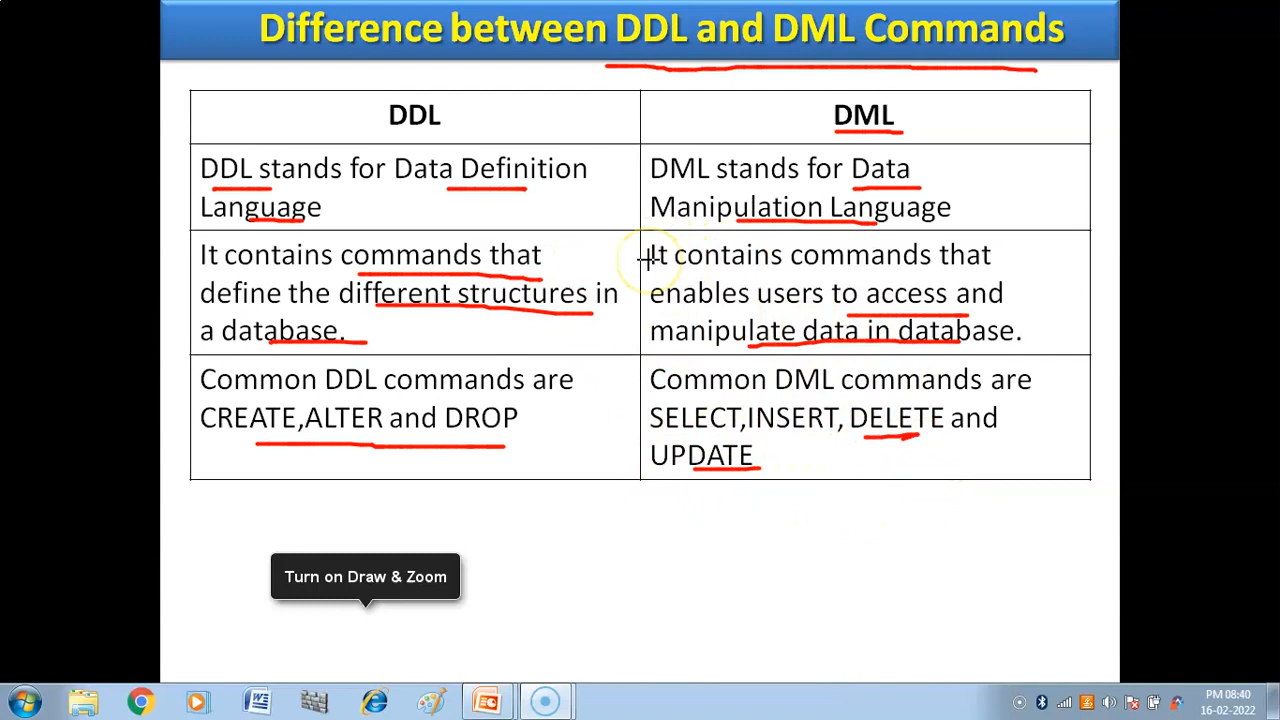 Difference between DDL and DML Commands
DDL
DML
DDL stands for Data Definition
Language
DML stands for Data
Manipulation Language
It contains commands that
define the different structures in
a database.
It contains commands that
enables users to access and
manipulate data in database.
Common DDL commands are
CREATE,ALTER and DROP
Common DML commands are
SELECT,INSERT, DELETE and
UPDATE
Turn on Draw & Zoom
PM 08:40
16-02-2022